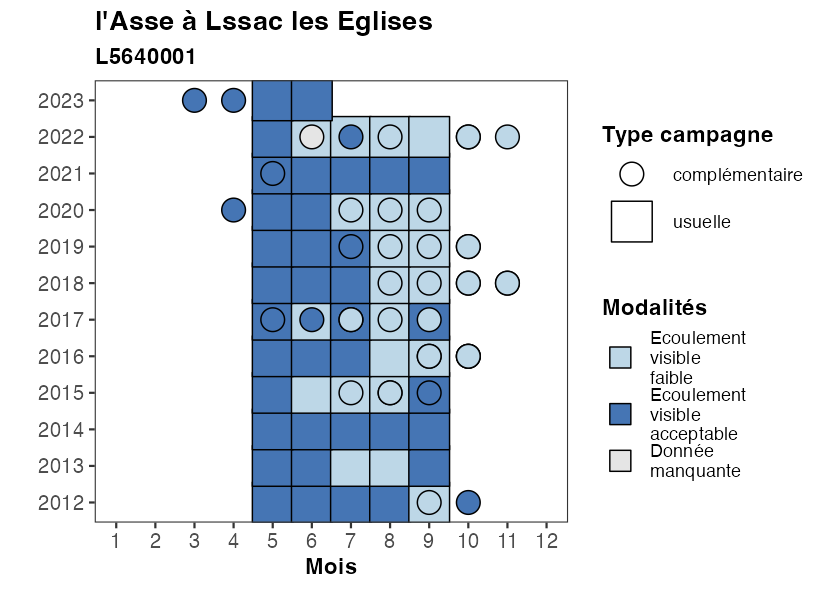 l'Asse à Lssac les Eglises
L5640001
2023
2022
2021
2020
2019
2018
2017
2016
2015
2014
2013
2012
1 2 3 4 5 6 7 8 9 10 11 12
Mois
Type campagne
complémentaire
usuelle
Modalités
Ecoulement
visible
faible
Ecoulement
visible
acceptable
Donnée
manquante